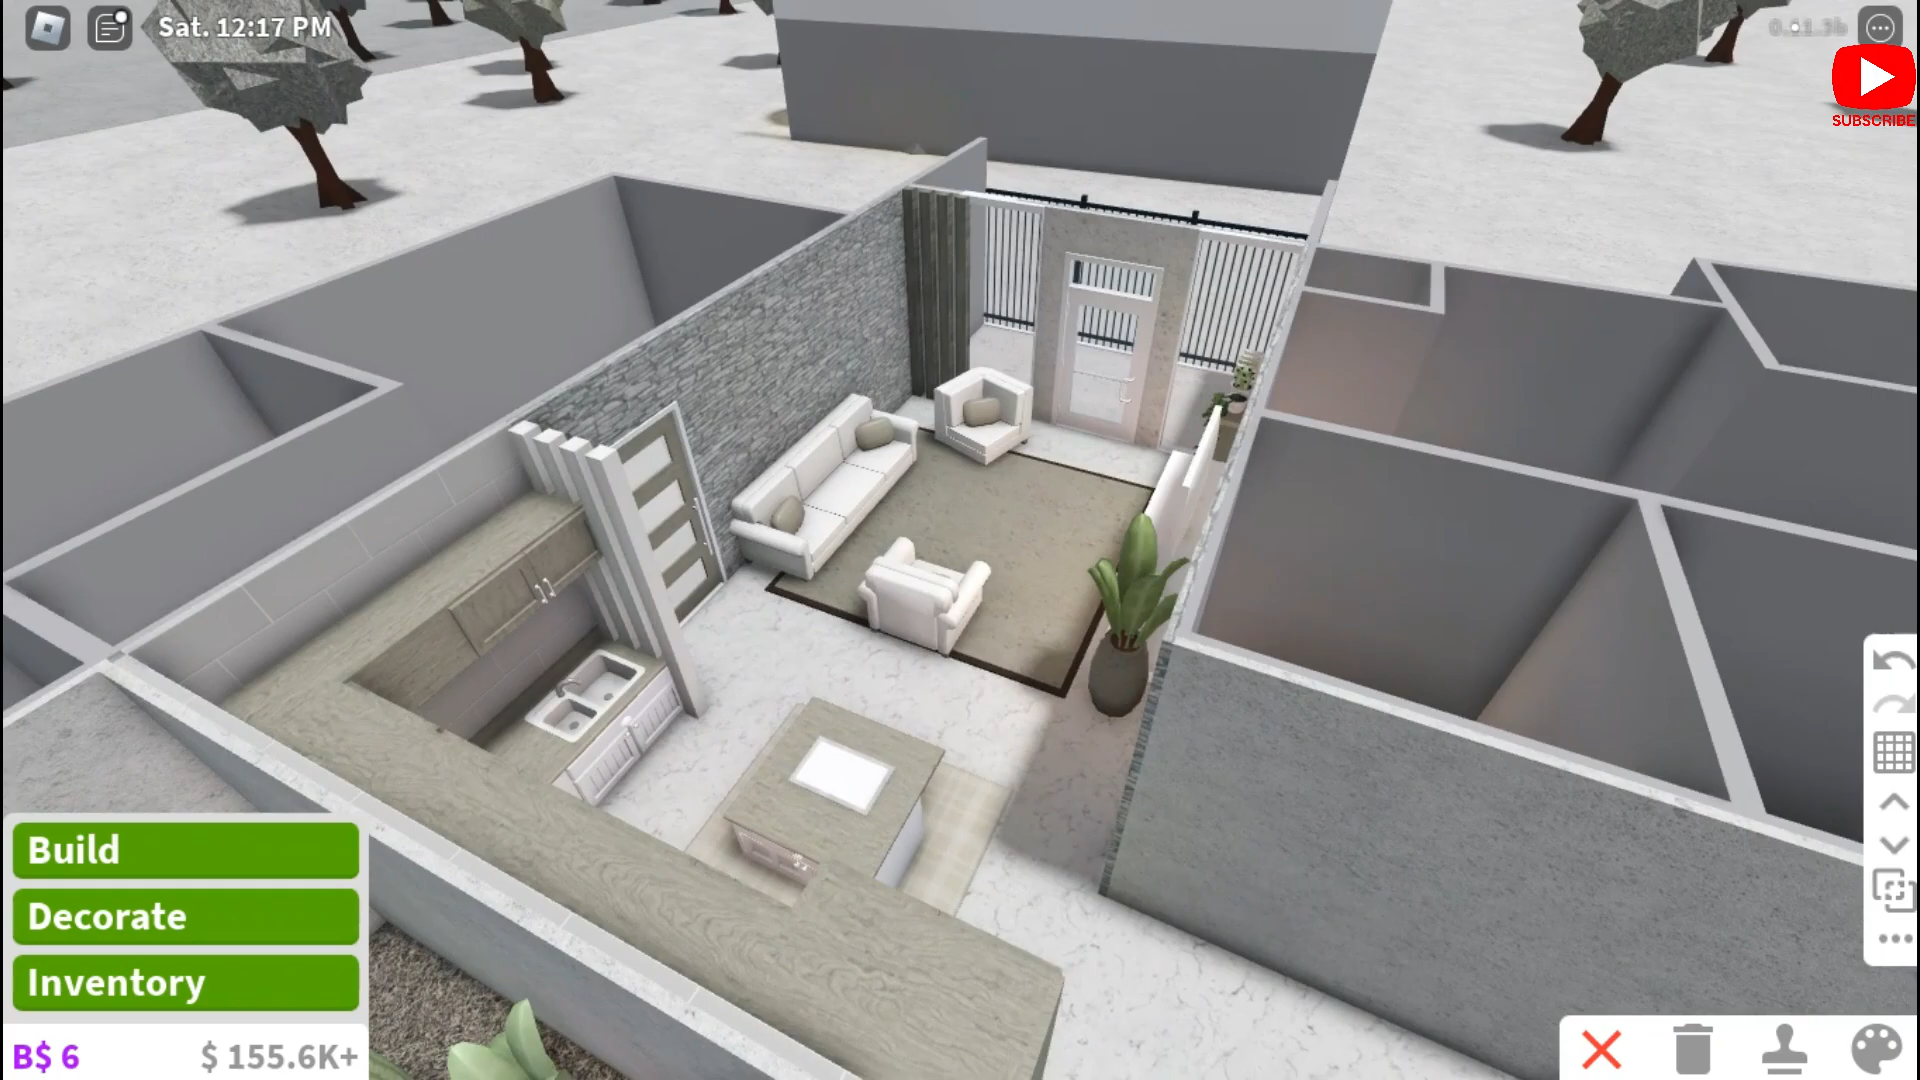 Sat. 12:17 PM
SUBSCRIBE
Build
Decorate
Inventory
B$ 6
$ 155.6K+